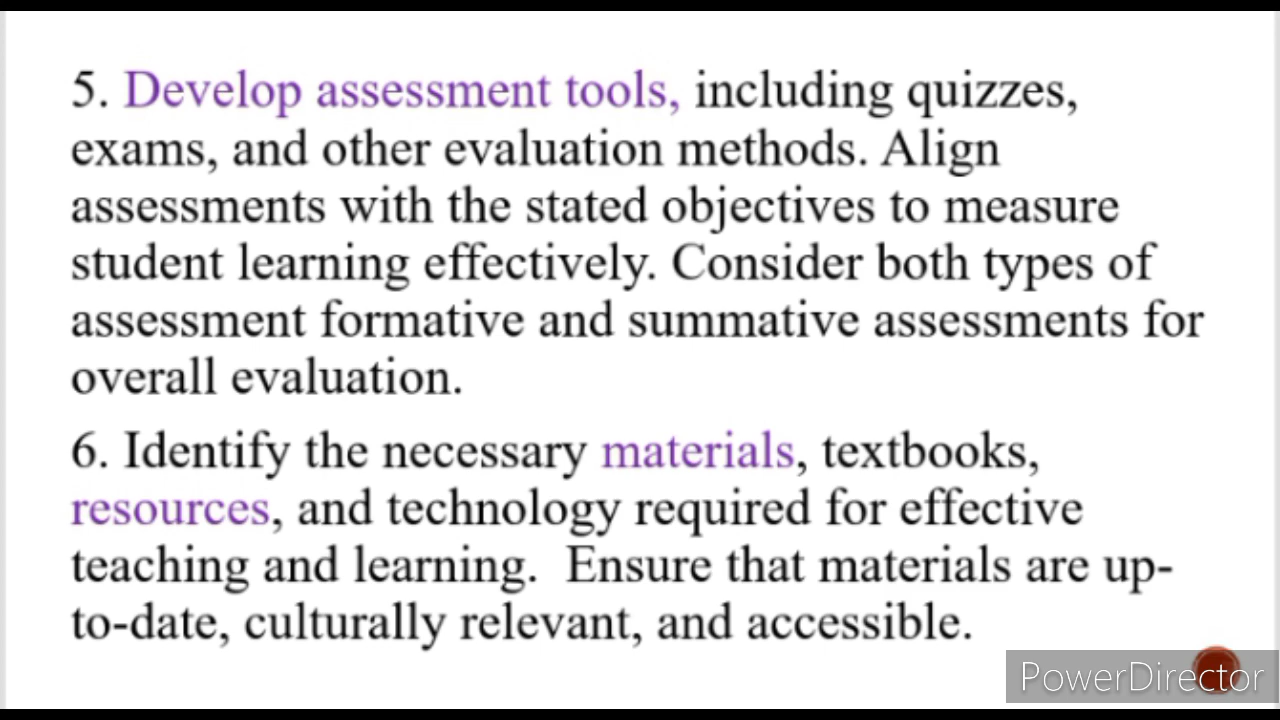 5. Develop assessment tools, including quizzes,
exams, and other evaluation methods. Align
assessments with the stated objectives to measure
student learning effectively. Consider both types of
assessment formative and summative assessments for
overall evaluation.
6. Identify the necessary materials, textbooks,
resources, and technology required for effective
teaching and learning.  Ensure that materials are up-
to-date, culturally relevant, and accessible.
PowerDirector